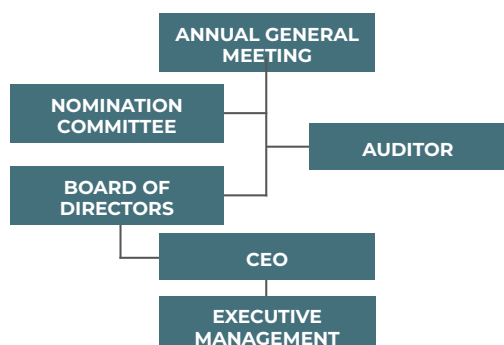 ANNUAL GENERAL
MEETING
NOMINATION
COMMITTEE
AUDITOR
BOARD OF
DIRECTORS
CEO
EXECUTIVE
MANAGEMENT